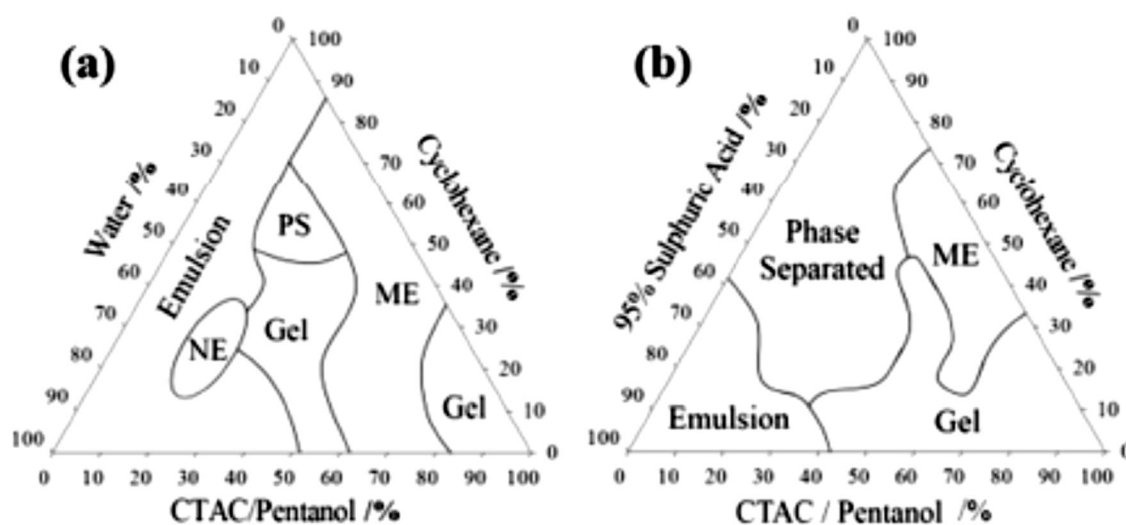 (a)
0
10
20
30
40
50
60
70
80
90
100
Water /%
100
90
80
70
60
50
40
30
20
10
0
Cyclohexane /%
Emulsion
PS
ME
NE
Gel
Gel
0 10 20 30 40 50 60 70 80 90 100
CTAC/Pentanol /%
(b)
0
10
20
30
40
50
60
70
80
90
100
95% Sulphuric Acid /%
100
90
80
70
60
50
40
30
20
10
0
Cyclohexane /%
Phase
Separated
ME
Emulsion
Gel
0 10 20 30 40 50 60 70 80 90 100
CTAC / Pentanol /%